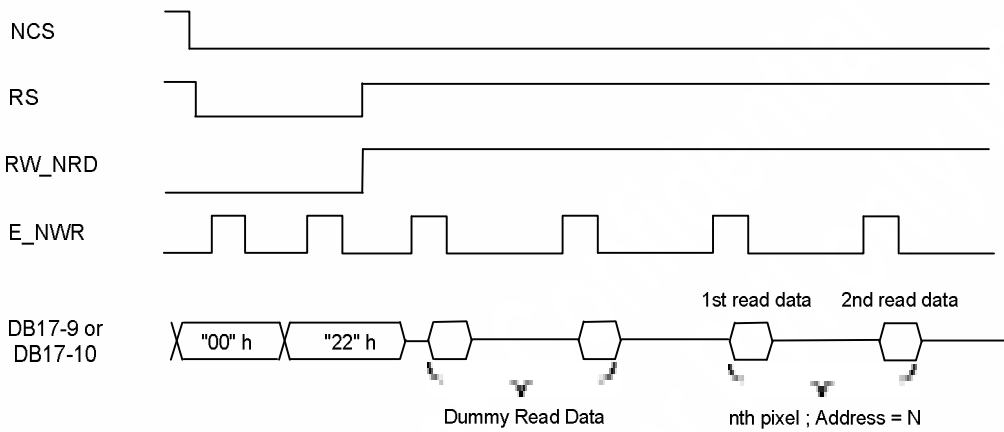 NCS
RS
RW_NRD
E_NWR
1st read data 2nd read data
DB17-9 or
DB17-10
"00" h "22" h
Dummy Read Data nth pixel ; Address = N